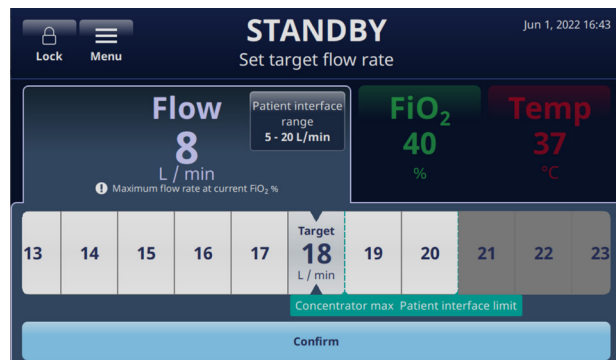 STANDBY
Jun 1, 2022 16:43
Lock
Menu
Set target flow rate
Flow
8
L / min
! Maximum flow rate at current FiO₂ %
Patient interface
range
5 - 20 L/min
FiO₂
40
%
Temp
37
°C
13 14 15 16 17
Target
18
L / min
19 20 21 22 23
Concentrator max Patient interface limit
Confirm